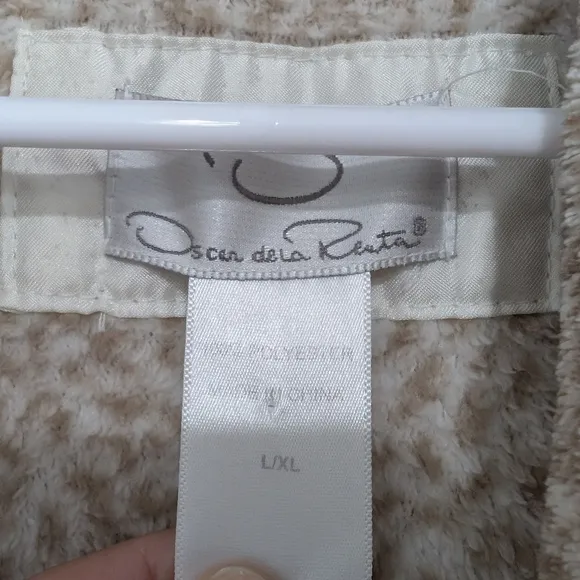 Oscar de la Renta®
100% POLYESTER
MADE IN CHINA
L/XL